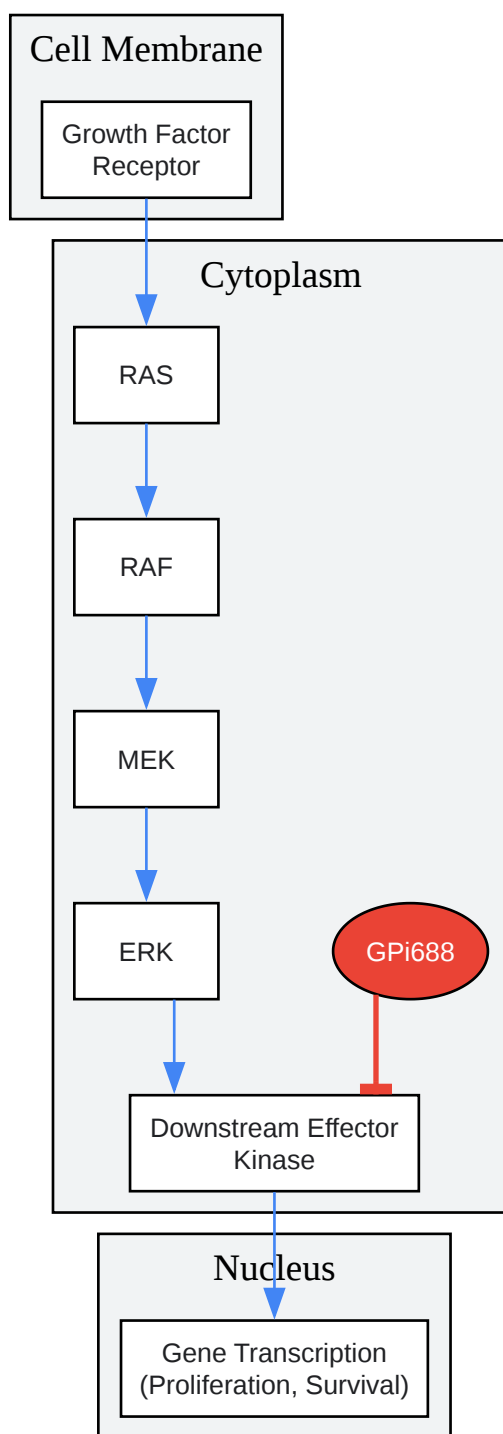 Cell Membrane
Growth Factor
Receptor
Cytoplasm
RAS
RAF
MEK
ERK
GPi688
Downstream Effector
Kinase
Nucleus
Gene Transcription
(Proliferation, Survival)